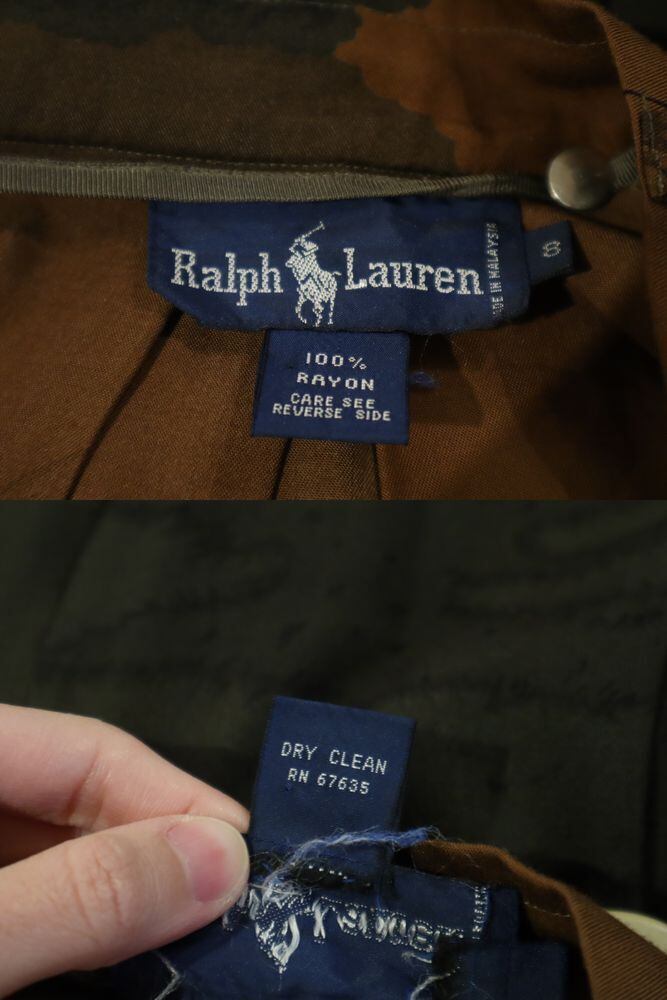 Ralph Lauren
MADE IN MALAYSIA
8
100%
RAYON
CARE SEE
REVERSE SIDE
DRY CLEAN
RN 67635